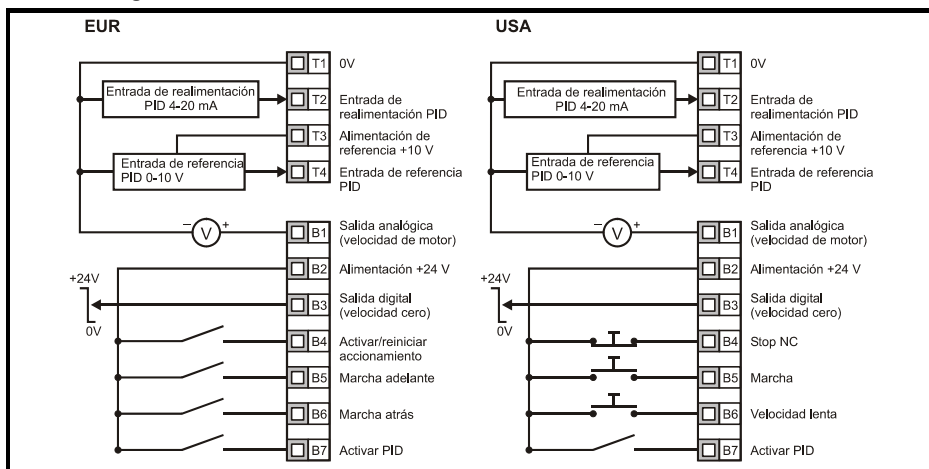 EUR
T1 0V
Entrada de realimentación
PID 4-20 mA
T2 Entrada de
realimentación PID
T3 Alimentación de
referencia +10 V
Entrada de referencia
PID 0-10 V
T4 Entrada de referencia
PID
− V +
B1 Salida analógica
(velocidad de motor)
B2 Alimentación +24 V
+24V
0V
B3 Salida digital
(velocidad cero)
B4 Activar/reiniciar
accionamiento
B5 Marcha adelante
B6 Marcha atrás
B7 Activar PID
USA
T1 0V
Entrada de realimentación
PID 4-20 mA
T2 Entrada de
realimentación PID
T3 Alimentación de
referencia +10 V
Entrada de referencia
PID 0-10 V
T4 Entrada de referencia
PID
− V +
B1 Salida analógica
(velocidad de motor)
B2 Alimentación +24 V
+24V
0V
B3 Salida digital
(velocidad cero)
B4 Stop NC
B5 Marcha
B6 Velocidad lenta
B7 Activar PID